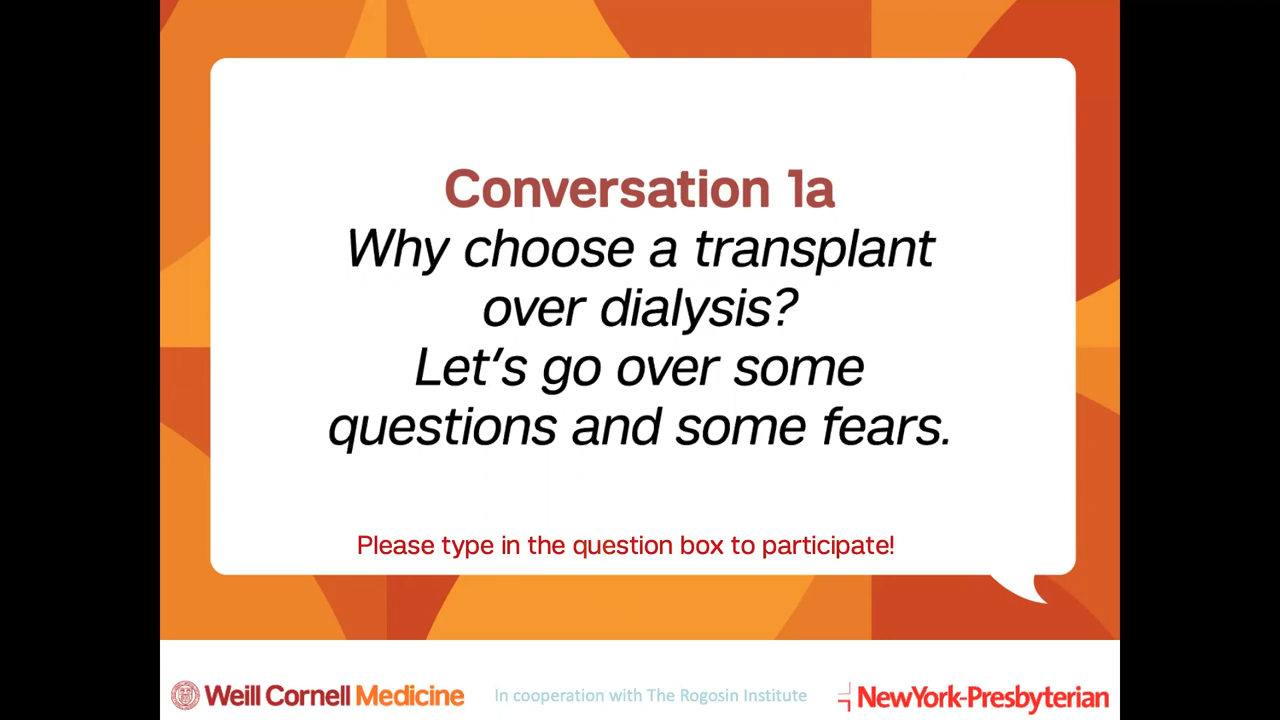 Conversation 1a
Why choose a transplant
over dialysis?
Let’s go over some
questions and some fears.
Please type in the question box to participate!
Weill Cornell Medicine
In cooperation with The Rogosin Institute
NewYork-Presbyterian